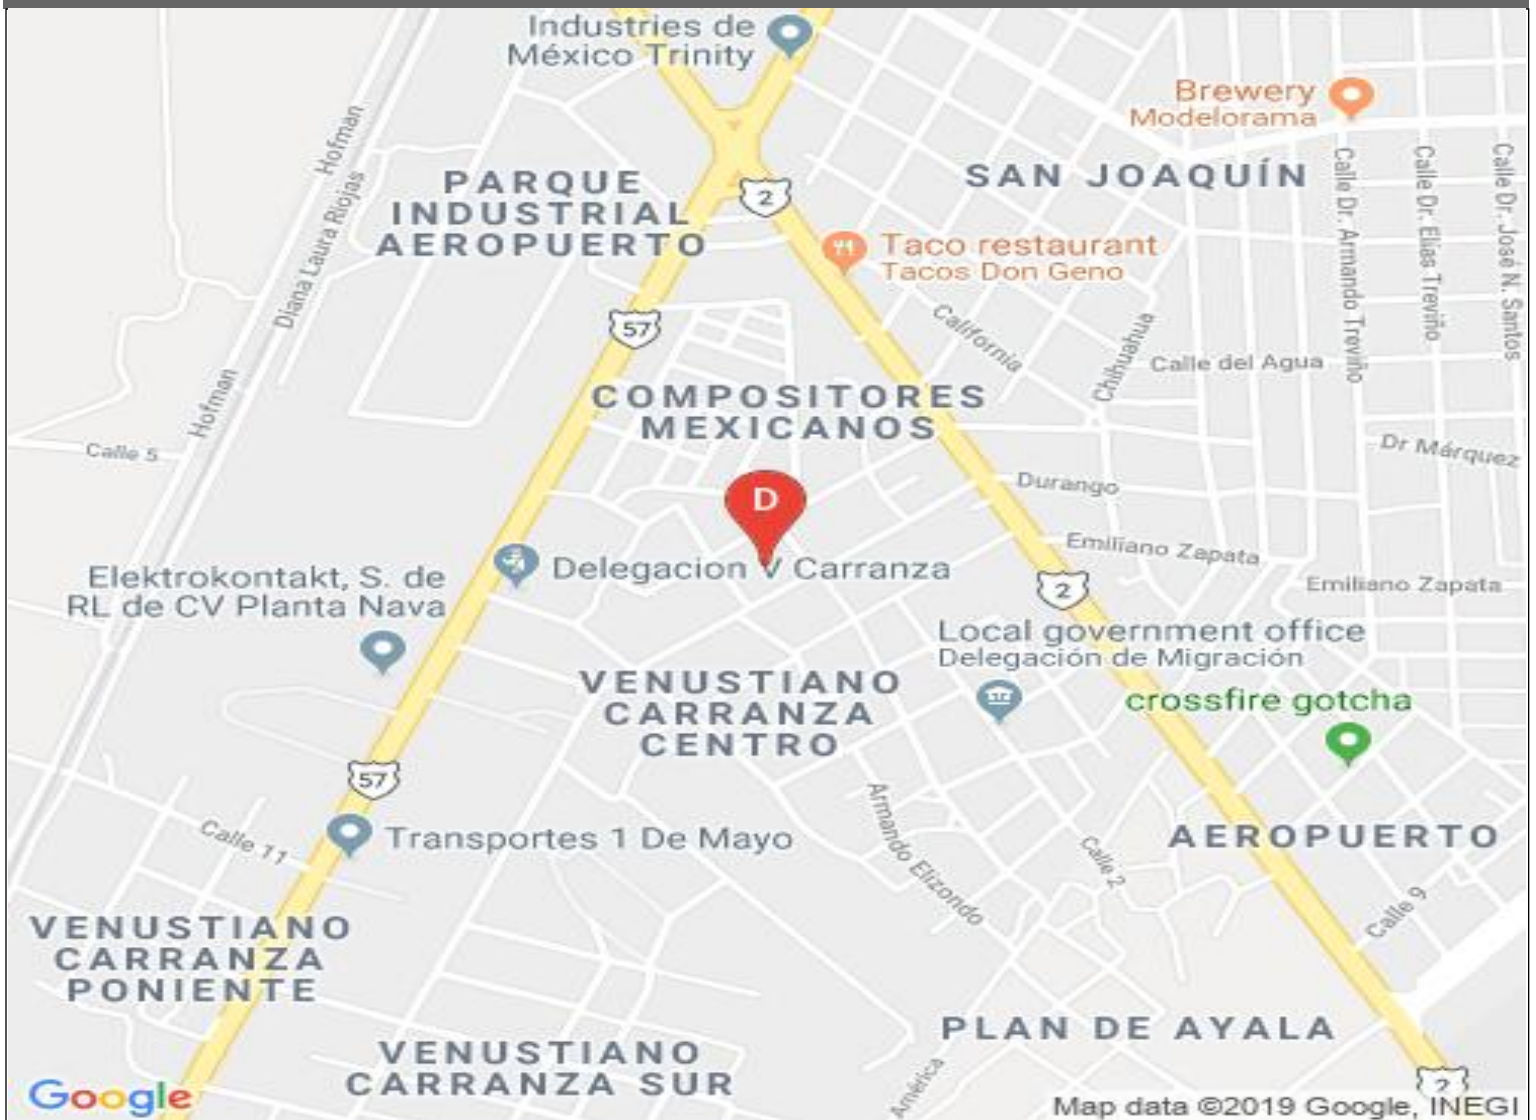 Industries de
México Trinity
Brewery
Modelorama
Hofman
Diana Laura Riojas
PARQUE
INDUSTRIAL
AEROPUERTO
2
SAN JOAQUÍN
Calle Dr. Armando Treviño
Calle Dr. Elias Treviño
Calle Dr. José N. Santos
Taco restaurant
Tacos Don Geno
57
California
Chihuahua
Calle del Agua
Hofman
COMPOSITORES
MEXICANOS
Calle 5
Dr Márquez
D
Durango
Emiliano Zapata
Emiliano Zapata
Elektrokontakt, S. de
RL de CV Planta Nava
Delegacion V Carranza
2
Local government office
Delegación de Migración
VENUSTIANO
CARRANZA
CENTRO
crossfire gotcha
57
Calle 11
Transportes 1 De Mayo
Armando Elizondo
Calle 2
AEROPUERTO
Calle 9
VENUSTIANO
CARRANZA
PONIENTE
VENUSTIANO
CARRANZA SUR
PLAN DE AYALA
América
2
Google
Map data ©2019 Google, INEGI